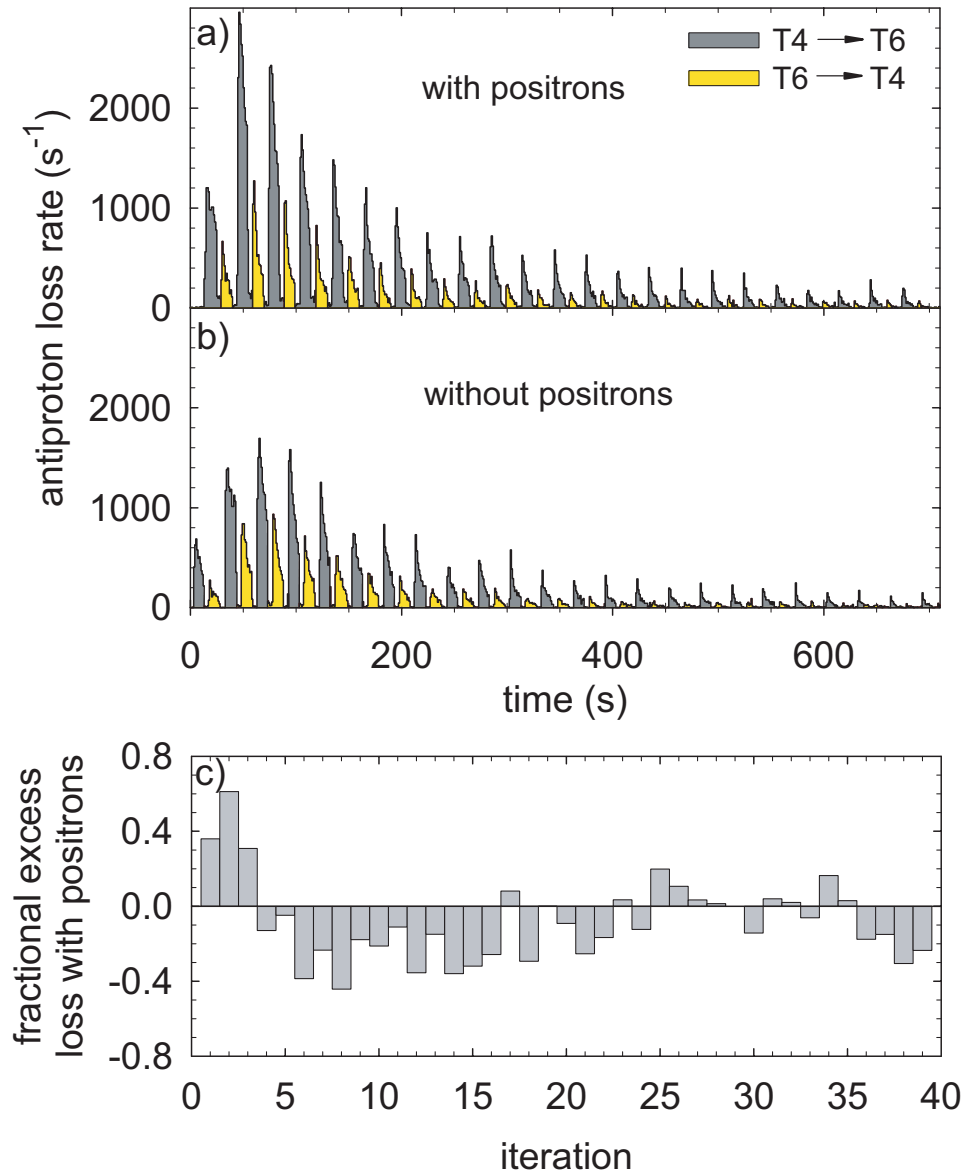 a)
T4 → T6
T6 → T4
with positrons
2000
1000
0
b)
without positrons
2000
1000
0
antiproton loss rate (s-1)
0 200 400 600
time (s)
c)
0.8
0.4
0.0
-0.4
-0.8
fractional excess
loss with positrons
0 5 10 15 20 25 30 35 40
iteration